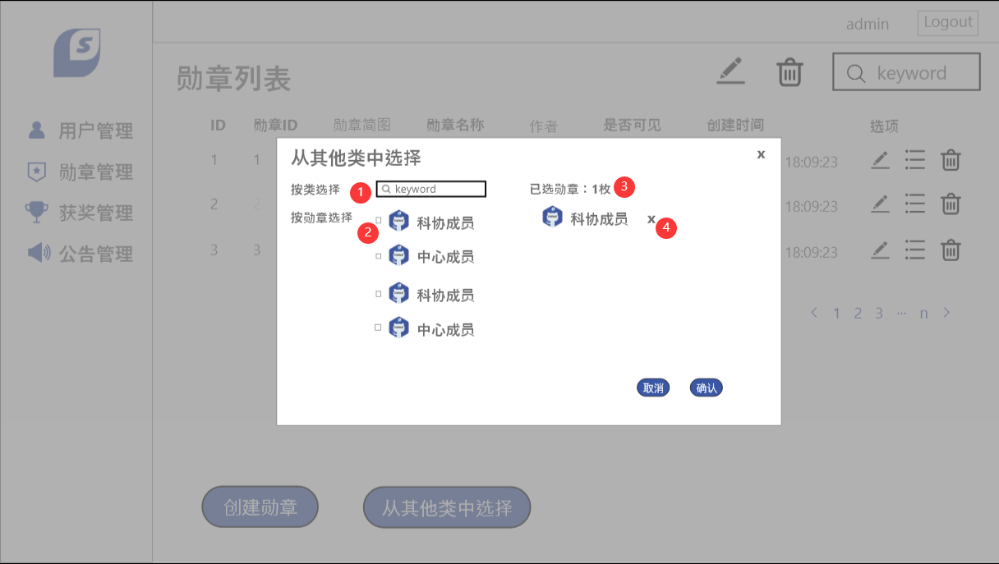 admin Logout
S
勋章列表 keyword
用户管理
勋章管理
获奖管理
公告管理
ID 勋章ID 勋章简图 勋章名称 作者 是否可见 创建时间 选项
1 1 18:09:23
2 2 18:09:23
3 3 18:09:23
从其他类中选择 x
按类选择 1 keyword 已选勋章：1枚 3
按勋章选择 2 科协成员 科协成员 x 4
中心成员
科协成员
中心成员
取消 确认
< 1 2 3 ... n >
创建勋章 从其他类中选择